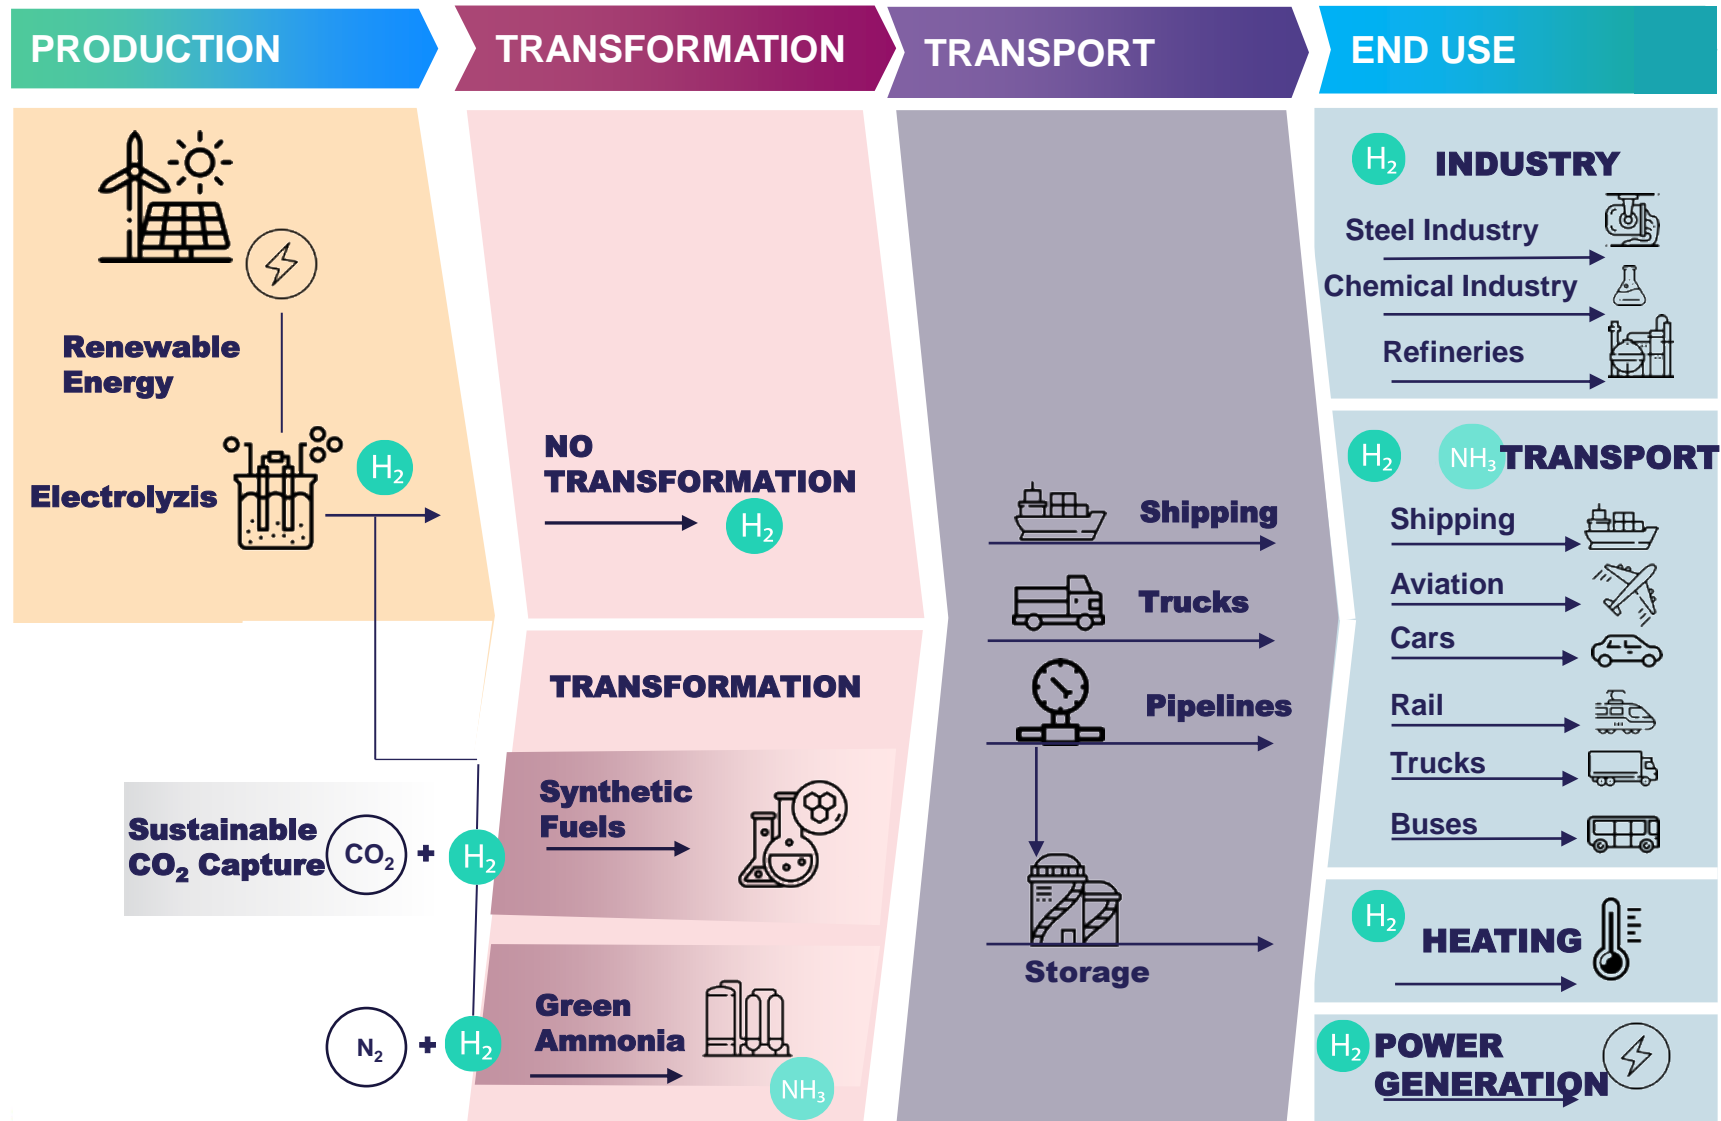 PRODUCTION
TRANSFORMATION
TRANSPORT
END USE
Renewable
Energy
Electrolyzis
H₂
Sustainable
CO₂ Capture
CO₂
+
H₂
N₂
+
H₂
NO
TRANSFORMATION
H₂
TRANSFORMATION
Synthetic
Fuels
Green
Ammonia
NH₃
Shipping
Trucks
Pipelines
Storage
H₂
INDUSTRY
Steel Industry
Chemical Industry
Refineries
H₂
NH₃
TRANSPORT
Shipping
Aviation
Cars
Rail
Trucks
Buses
H₂
HEATING
H₂
POWER
GENERATION